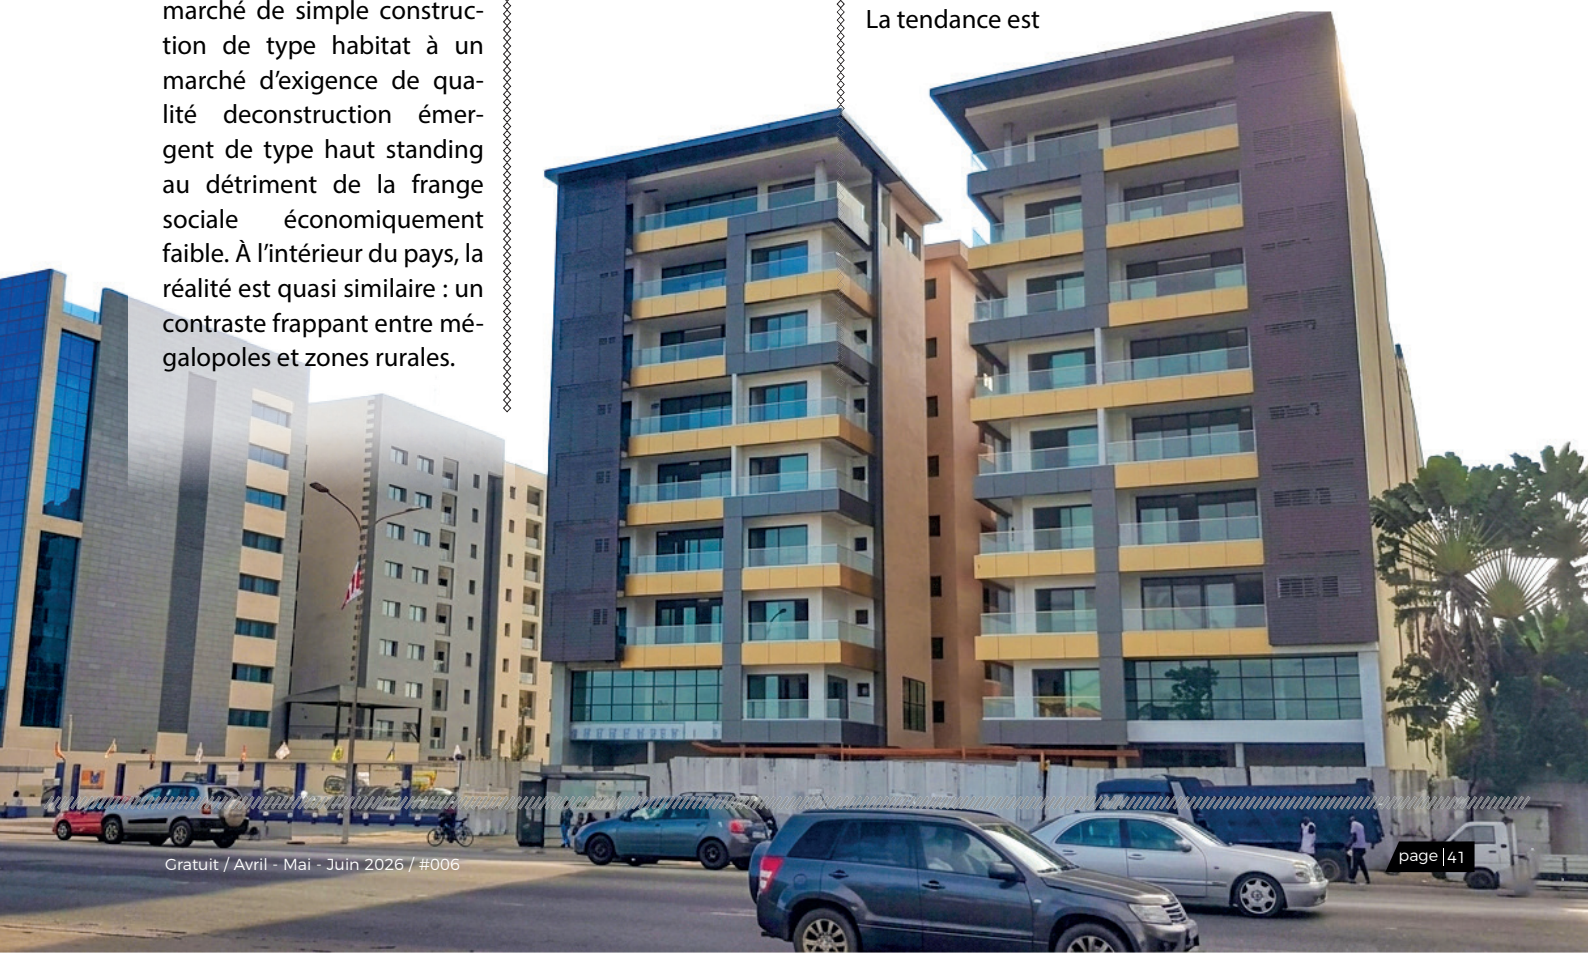 marché de simple construc-
tion de type habitat à un
marché d’exigence de qua-
lité deconstruction émer-
gent de type haut standing
au détriment de la frange
sociale économiquement
faible. À l’intérieur du pays, la
réalité est quasi similaire : un
contraste frappant entre mé-
galopoles et zones rurales.
La tendance est
Gratuit / Avril - Mai - Juin 2026 / #006
page |41